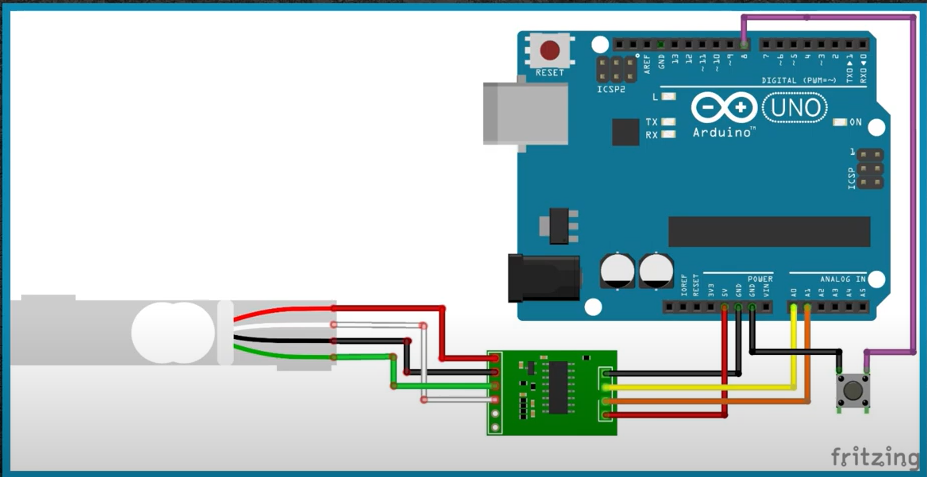 RESET
ICSP2
AREF
GND
13
12
~11
~10
~9
8
7
~6
~5
4
~3
2
TX0 1
RX0 0
DIGITAL (PWM=~)
L
TX
RX
UNO
Arduino™
ON
1
ICSP
POWER
ANALOG IN
IOREF
RESET
3V3
5V
GND
GND
VIN
A0
A1
A2
A3
A4
A5
fritzing